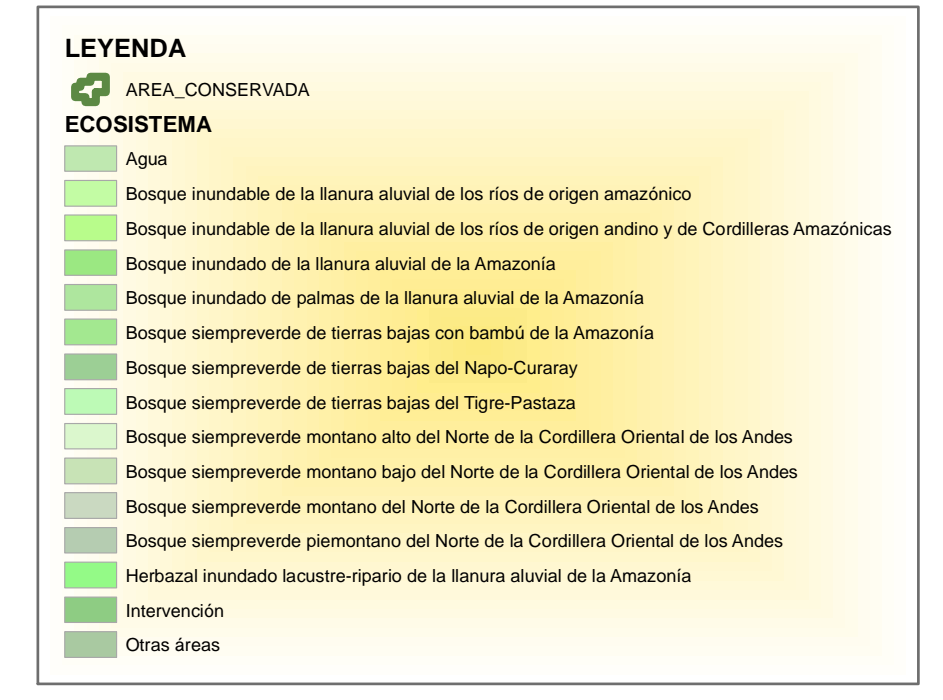 LEYENDA
AREA_CONSERVADA
ECOSISTEMA
Agua
Bosque inundable de la llanura aluvial de los ríos de origen amazónico
Bosque inundable de la llanura aluvial de los ríos de origen andino y de Cordilleras Amazónicas
Bosque inundado de la llanura aluvial de la Amazonía
Bosque inundado de palmas de la llanura aluvial de la Amazonía
Bosque siempreverde de tierras bajas con bambú de la Amazonía
Bosque siempreverde de tierras bajas del Napo-Curaray
Bosque siempreverde de tierras bajas del Tigre-Pastaza
Bosque siempreverde montano alto del Norte de la Cordillera Oriental de los Andes
Bosque siempreverde montano bajo del Norte de la Cordillera Oriental de los Andes
Bosque siempreverde montano del Norte de la Cordillera Oriental de los Andes
Bosque siempreverde piemontano del Norte de la Cordillera Oriental de los Andes
Herbazal inundado lacustre-ripario de la llanura aluvial de la Amazonía
Intervención
Otras áreas